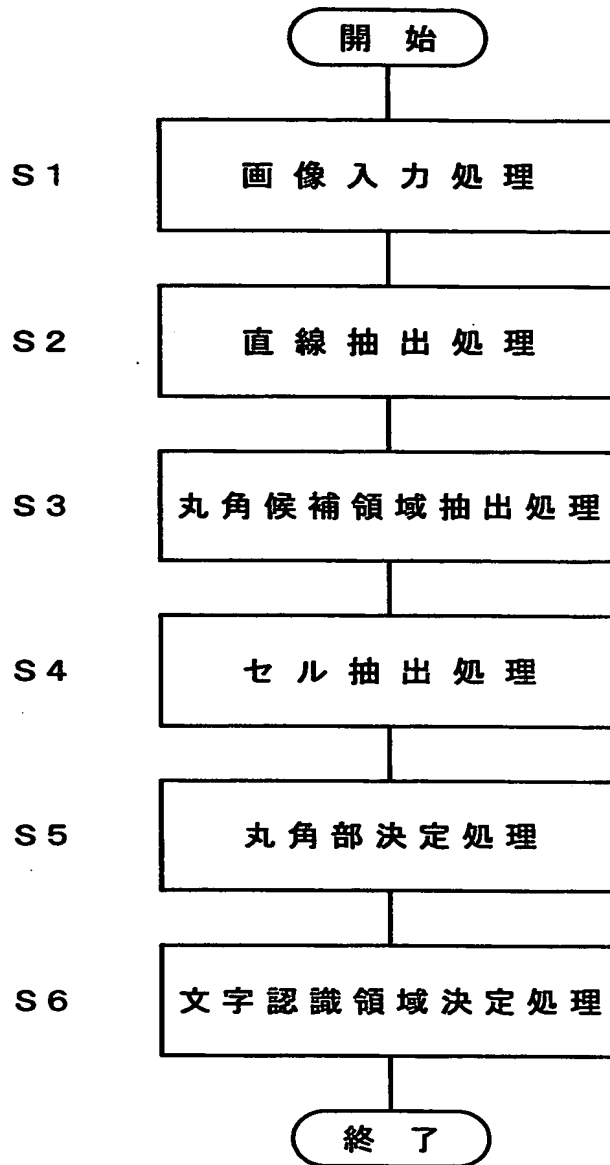 開始
S1 画像入力処理
S2 直線抽出処理
S3 丸角候補領域抽出処理
S4 セル抽出処理
S5 丸角部決定処理
S6 文字認識領域決定処理
終了